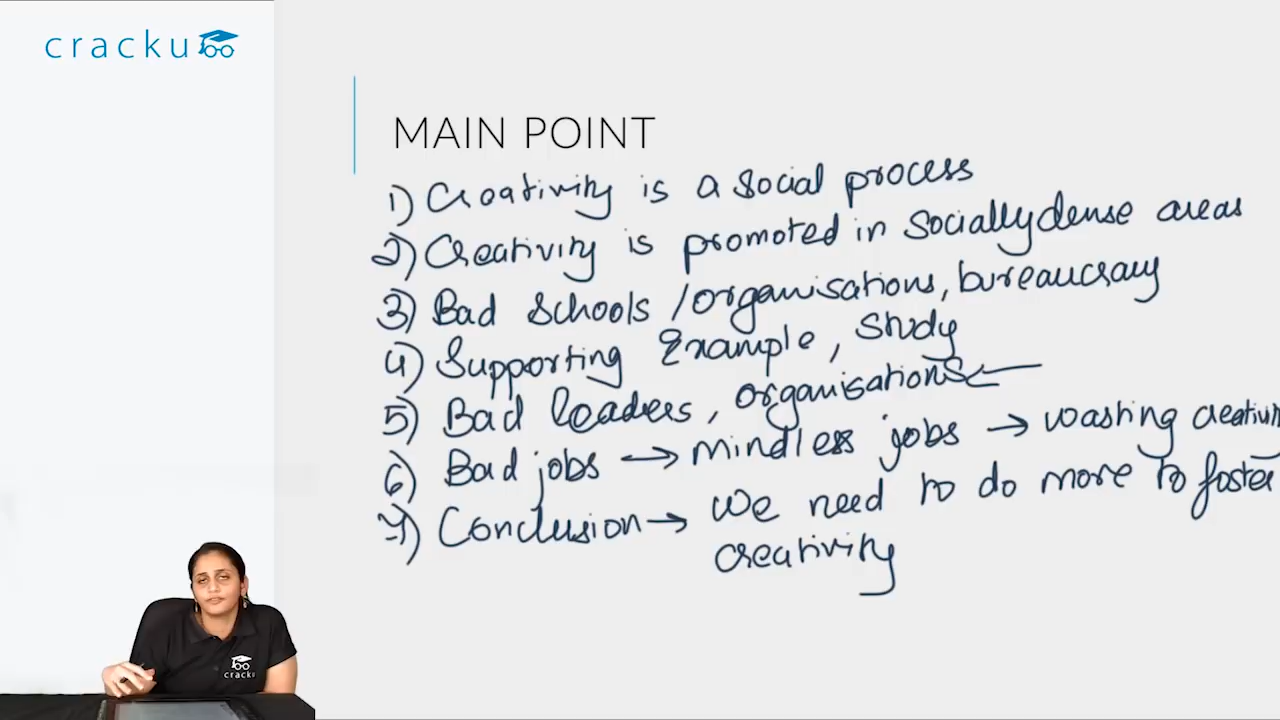 cracku
MAIN POINT
1) Creativity is a social process
2) Creativity is promoted in socially dense areas
3) Bad Schools / organisations, bureaucracy
4) Supporting Example, study
5) Bad leaders, organisations ←
6) Bad jobs → mindless jobs → wasting creativi
7) Conclusion → we need to do more to foster
creativity
cracku